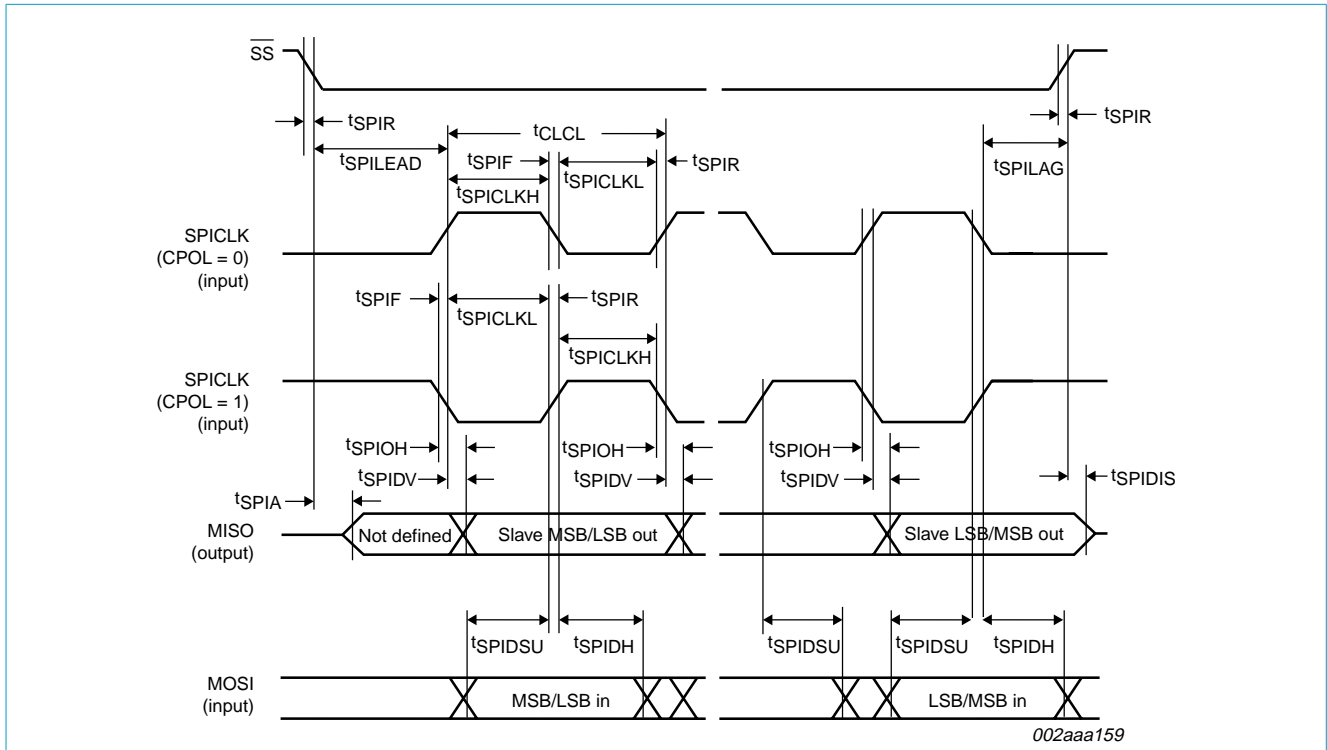 SS
tSPIR
tSPIR
tCLCL
tSPILEAD
tSPIF
tSPICLKL
tSPIR
tSPILAG
tSPICLKH
SPICLK
(CPOL = 0)
(input)
tSPIF
tSPIR
tSPICLKL
tSPICLKH
SPICLK
(CPOL = 1)
(input)
tSPIOH
tSPIOH
tSPIOH
tSPIDV
tSPIDV
tSPIDV
tSPIDIS
tSPIA
MISO
(output)
Not defined
Slave MSB/LSB out
Slave LSB/MSB out
tSPIDSU
tSPIDH
tSPIDSU
tSPIDSU
tSPIDH
MOSI
(input)
MSB/LSB in
LSB/MSB in
002aaa159